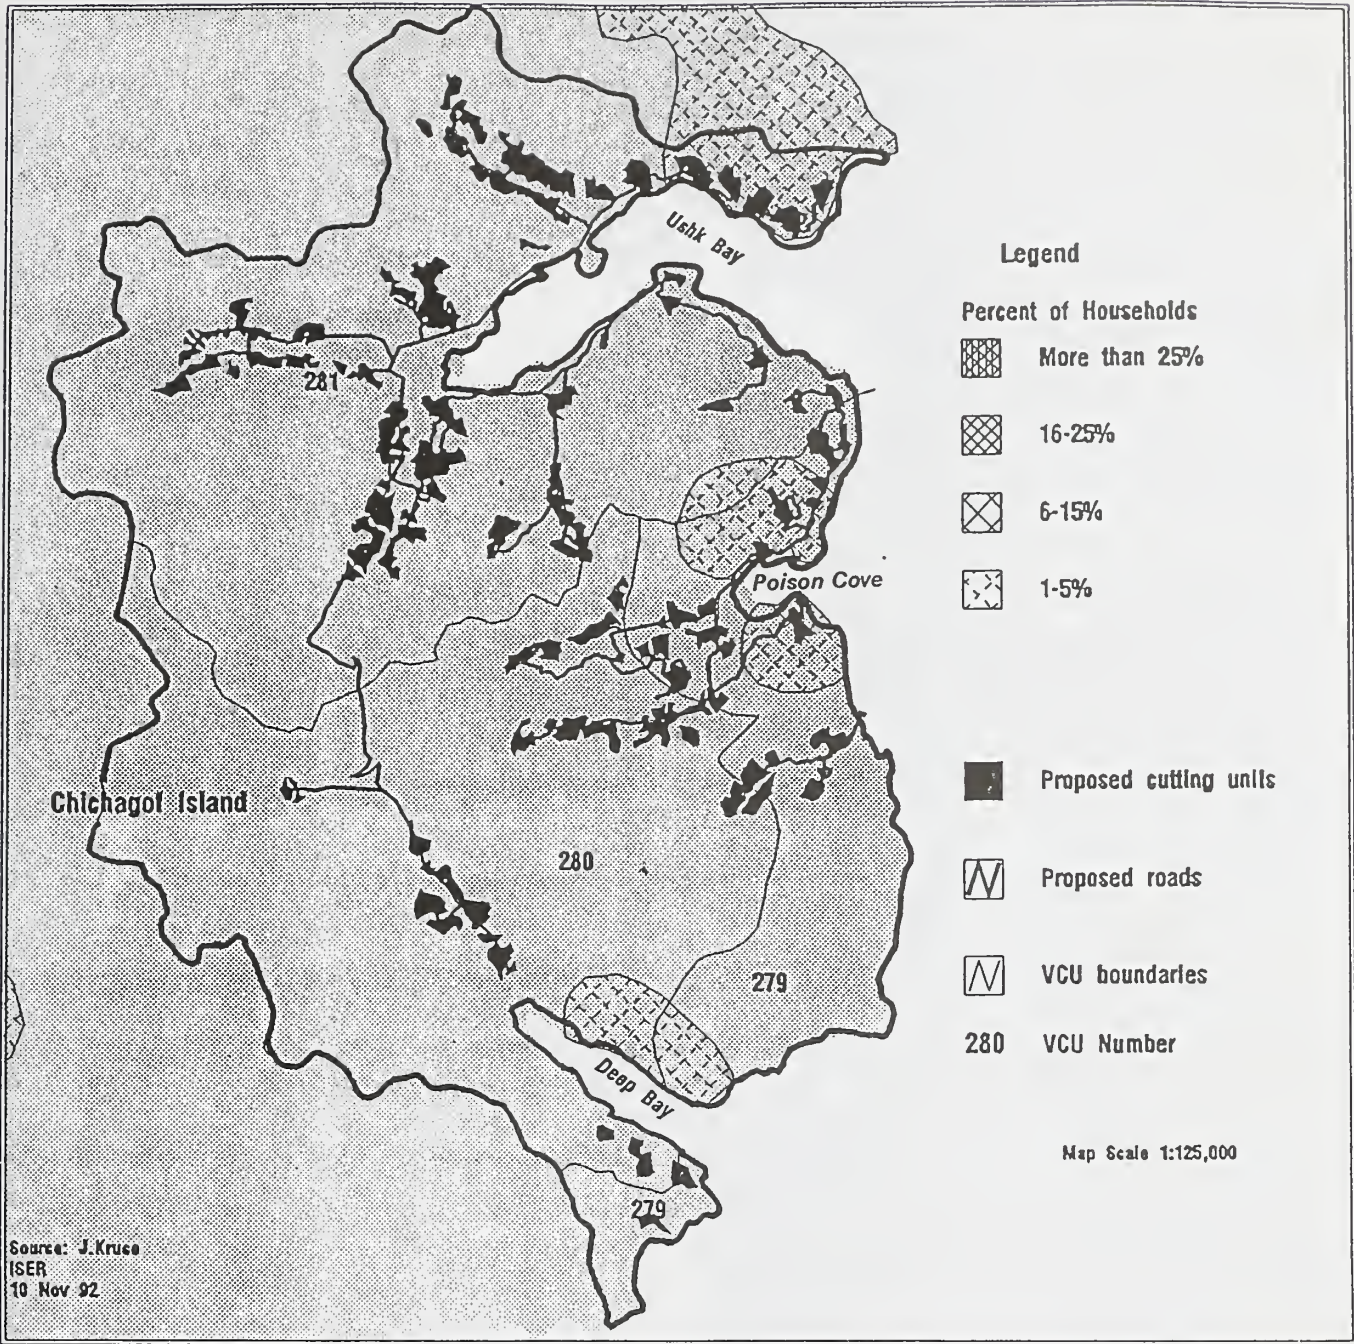 Ushk Bay
281
Poison Cove
Chichagof Island
280
279
Deep Bay
279
Source: J.Kruse
ISER
10 Nov 92
Legend
Percent of Households
More than 25%
16-25%
6-15%
1-5%
Proposed cutting units
Proposed roads
VCU boundaries
280 VCU Number
Map Scale 1:125,000